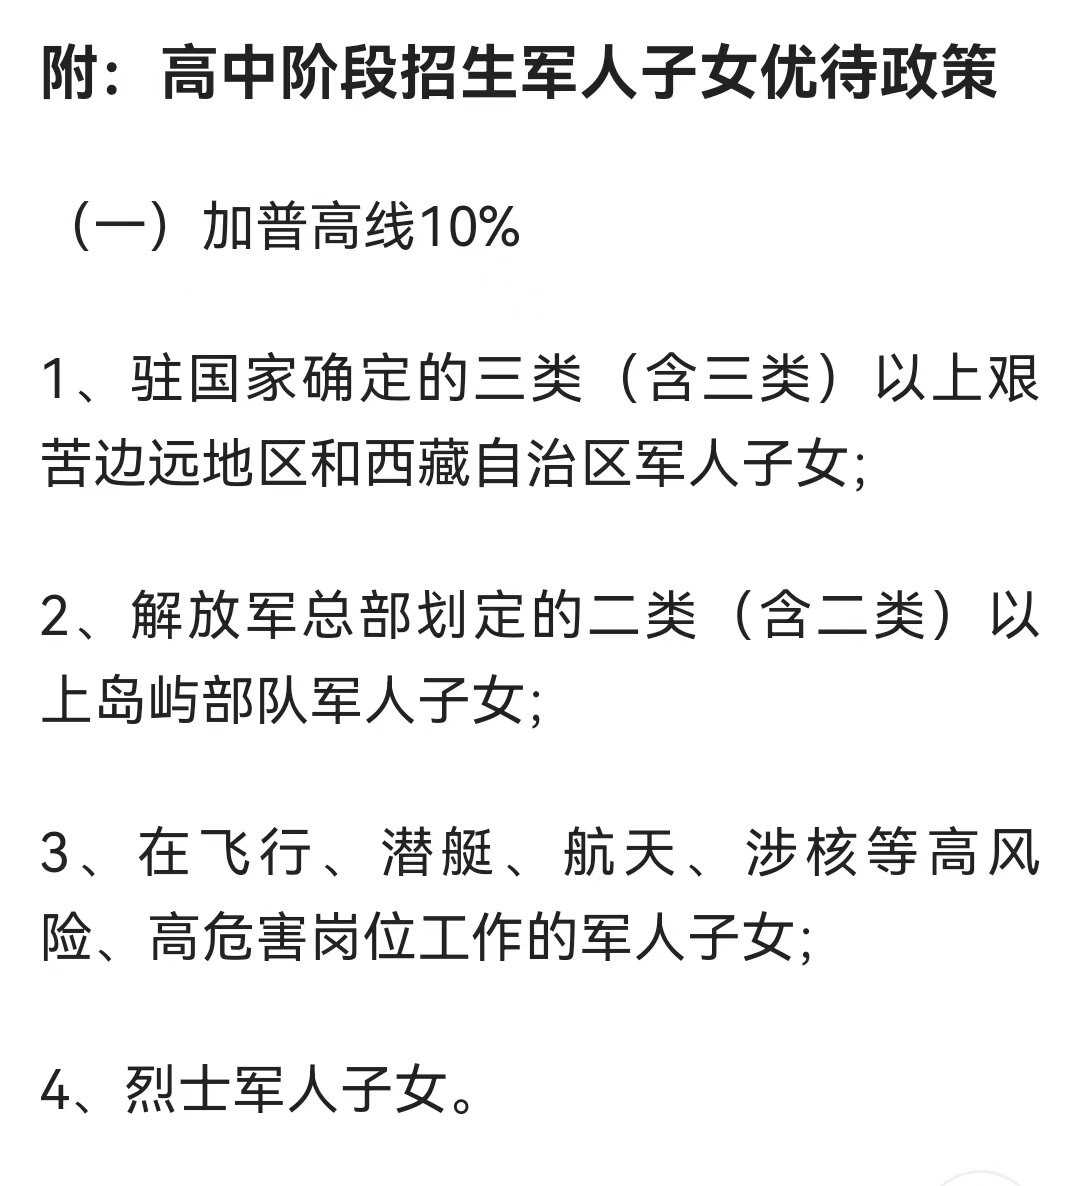 附：高中阶段招生军人子女优待政策
（一）加普高线10%
1、驻国家确定的三类（含三类）以上艰
苦边远地区和西藏自治区军人子女;
2、解放军总部划定的二类（含二类）以
上岛屿部队军人子女;
3、在飞行、潜艇、航天、涉核等高风
险、高危害岗位工作的军人子女;
4、烈士军人子女。